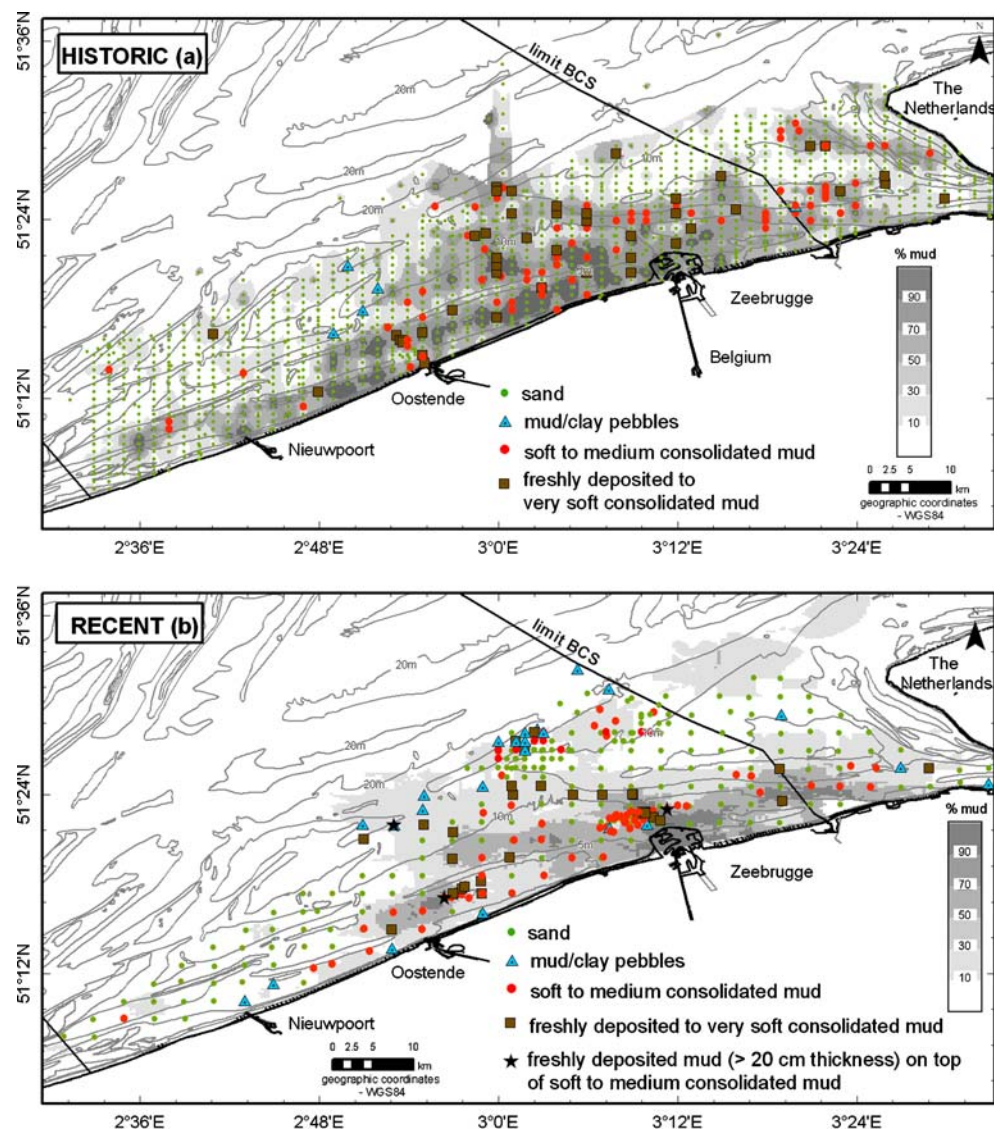 HISTORIC (a)
limit BCS
N
The
Netherlands
20m
20m
20m
10m
10m
5m
Zeebrugge
Belgium
Oostende
Nieuwpoort
sand
mud/clay pebbles
soft to medium consolidated mud
freshly deposited to
very soft consolidated mud
% mud
90
70
50
30
10
0 2.5 5 10
km
geographic coordinates
- WGS84
51°36'N
51°24'N
51°12'N
2°36'E
2°48'E
3°0'E
3°12'E
3°24'E
RECENT (b)
limit BCS
The
Netherlands
20m
20m
20m
10m
10m
5m
Zeebrugge
Oostende
Nieuwpoort
sand
mud/clay pebbles
soft to medium consolidated mud
freshly deposited to very soft consolidated mud
freshly deposited mud (> 20 cm thickness) on top
of soft to medium consolidated mud
% mud
90
70
50
30
10
0 2.5 5 10
km
geographic coordinates
- WGS84
51°36'N
51°24'N
51°12'N
2°36'E
2°48'E
3°0'E
3°12'E
3°24'E